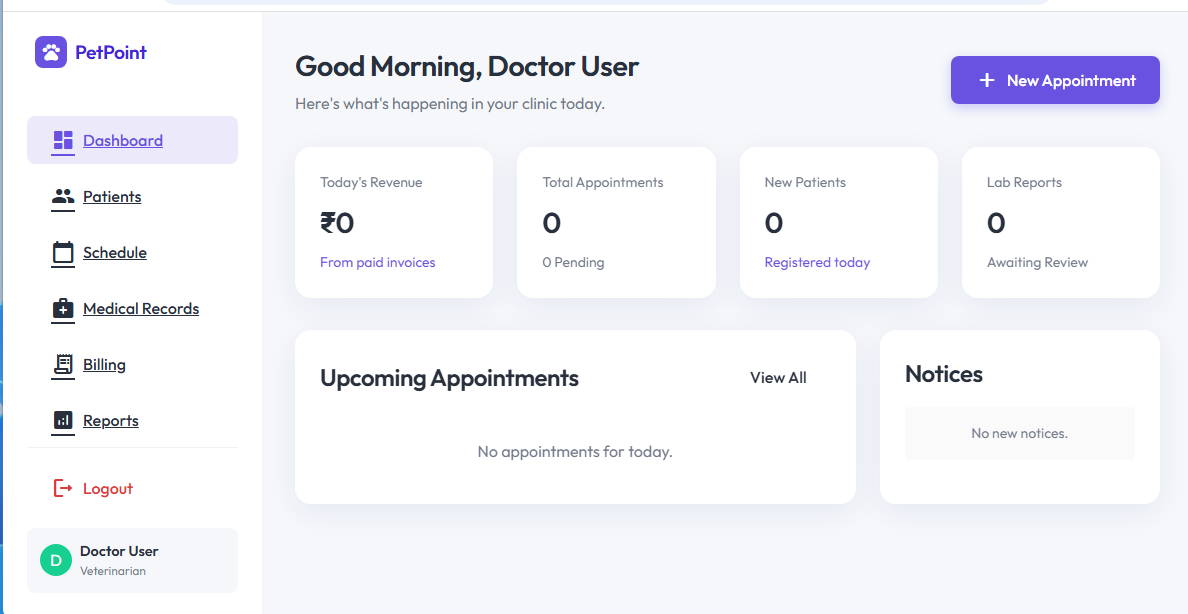 PetPoint
Dashboard
Patients
Schedule
Medical Records
Billing
Reports
Logout
D
Doctor User
Veterinarian
Good Morning, Doctor User
Here's what's happening in your clinic today.
+ New Appointment
Today's Revenue
₹0
From paid invoices
Total Appointments
0
0 Pending
New Patients
0
Registered today
Lab Reports
0
Awaiting Review
Upcoming Appointments
View All
No appointments for today.
Notices
No new notices.